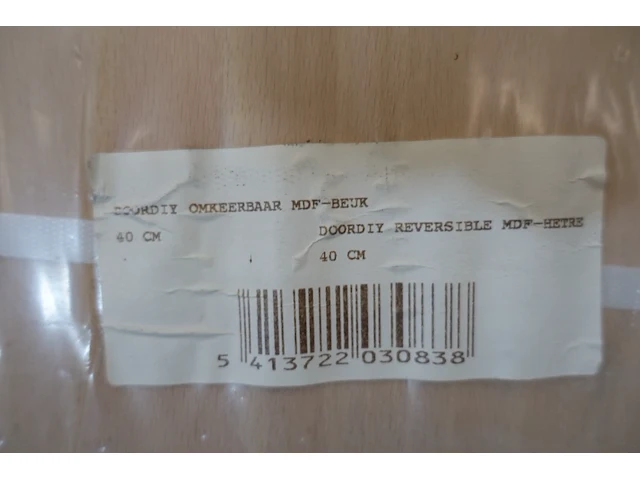 DOORDIY OMKEERBAAR MDF-BEUK
40 CM
DOORDIY REVERSIBLE MDF-HETRE
40 CM
5 413722 030838